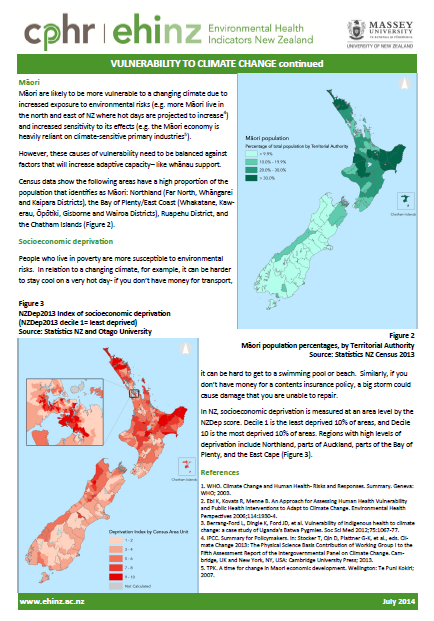 cphr | ehinz Environmental Health
Indicators New Zealand
MASSEY
UNIVERSITY
UNIVERSITY OF NEW ZEALAND
VULNERABILITY TO CLIMATE CHANGE continued
Māori
Māori are likely to be more vulnerable to a changing climate due to
increased exposure to environmental risks (e.g. more Māori live in
the north and east of NZ where hot days are projected to increase⁴)
and increased sensitivity to its effects (e.g. the Māori economy is
heavily reliant on climate-sensitive primary industries⁵).
However, these causes of vulnerability need to be balanced against
factors that will increase adaptive capacity– like whānau support.
Census data show the following areas have a high proportion of the
population that identifies as Māori: Northland (Far North, Whāngarei
and Kaipara Districts), the Bay of Plenty/East Coast (Whakatane, Kaw-
erau, Ōpōtiki, Gisborne and Wairoa Districts), Ruapehu District, and
the Chatham Islands (Figure 2).
Socioeconomic deprivation
People who live in poverty are more susceptible to environmental
risks. In relation to a changing climate, for example, it can be harder
to stay cool on a very hot day- if you don't have money for transport,
Māori population
Percentage of total population by Territorial Authority
< 9.9%
10.0% - 19.9%
20.0% - 30.0%
> 30.0%
Chatham Islands
Figure 2
Māori population percentages, by Territorial Authority
Source: Statistics NZ Census 2013
Figure 3
NZDep2013 Index of socioeconomic deprivation
(NZDep2013 decile 1= least deprived)
Source: Statistics NZ and Otago University
Chatham Islands
Deprivation Index by Census Area Unit
1 - 2
3 - 4
5 - 6
7 - 8
9 - 10
Not Calculated
it can be hard to get to a swimming pool or beach. Similarly, if you
don't have money for a contents insurance policy, a big storm could
cause damage that you are unable to repair.
In NZ, socioeconomic deprivation is measured at an area level by the
NZDep score. Decile 1 is the least deprived 10% of areas, and Decile
10 is the most deprived 10% of areas. Regions with high levels of
deprivation include Northland, parts of Auckland, parts of the Bay of
Plenty, and the East Cape (Figure 3).
References
1. WHO. Climate Change and Human Health- Risks and Responses. Summary. Geneva:
WHO; 2003.
2. Ebi K, Kovats R, Menne B. An Approach for Assessing Human Health Vulnerability
and Public Health Interventions to Adapt to Climate Change. Environmental Health
Perspectives 2006;114:1930-4.
3. Berrang-Ford L, Dingle K, Ford JD, et al. Vulnerability of indigenous health to climate
change: a case study of Uganda's Batwa Pygmies. Soc Sci Med 2012;75:1067-77.
4. IPCC. Summary for Policymakers. In: Stocker T, Qin D, Plattner G-K, et al., eds. Cli-
mate Change 2013: The Physical Science Basis Contribution of Working Group I to the
Fifth Assessment Report of the Intergovernmental Panel on Climate Change. Cam-
bridge, UK and New York, NY, USA: Cambridge University Press; 2013.
5. TPK. A time for change in Maori economic development. Wellington: Te Puni Kokiri;
2007.
www.ehinz.ac.nz
July 2014